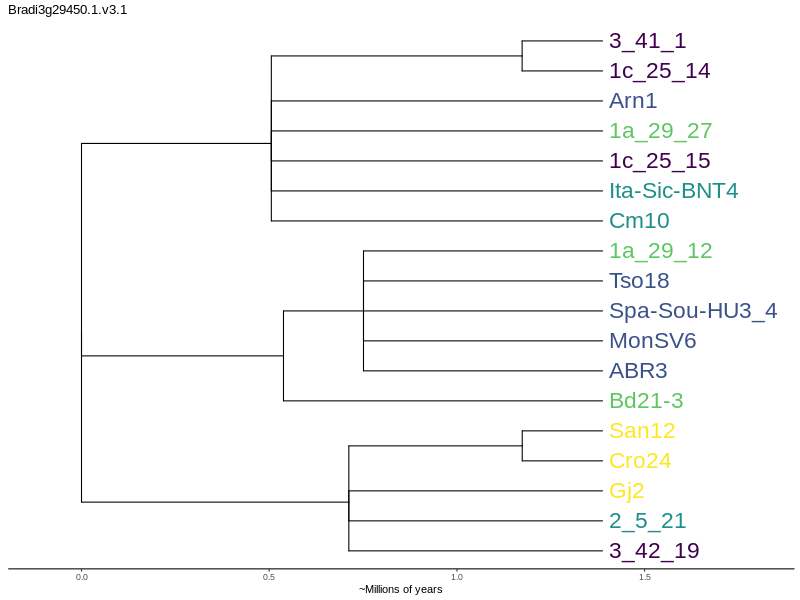 Bradi3g29450.1.v3.1
3_41_1
1c_25_14
Arn1
1a_29_27
1c_25_15
Ita-Sic-BNT4
Cm10
1a_29_12
Tso18
Spa-Sou-HU3_4
MonSV6
ABR3
Bd21-3
San12
Cro24
Gj2
2_5_21
3_42_19
0.0 0.5 1.0 1.5
~Millions of years